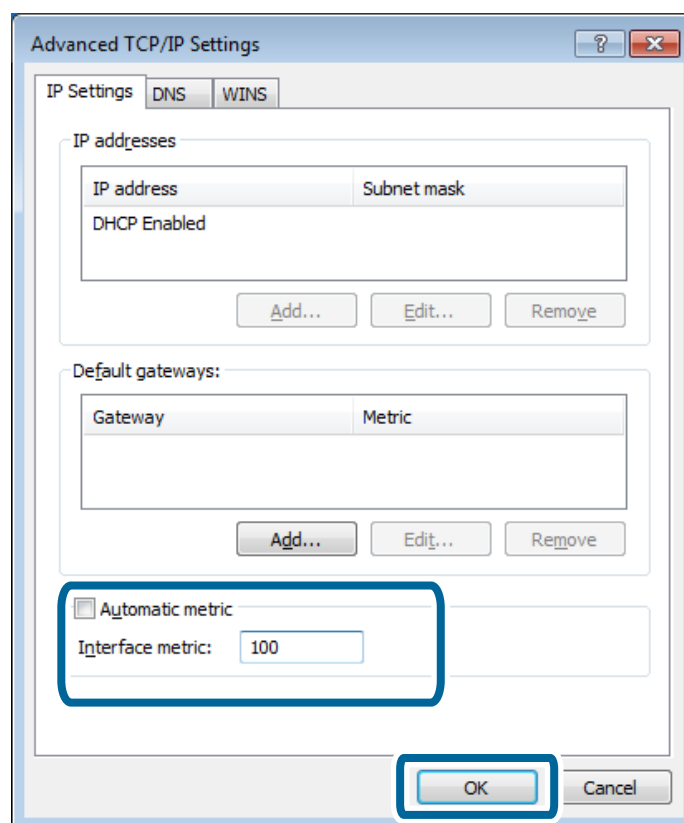 Advanced TCP/IP Settings ?
IP Settings DNS WINS
IP addresses
IP address Subnet mask
DHCP Enabled
Add... Edit... Remove
Default gateways:
Gateway Metric
Add... Edit... Remove
Automatic metric
Interface metric: 100
OK Cancel